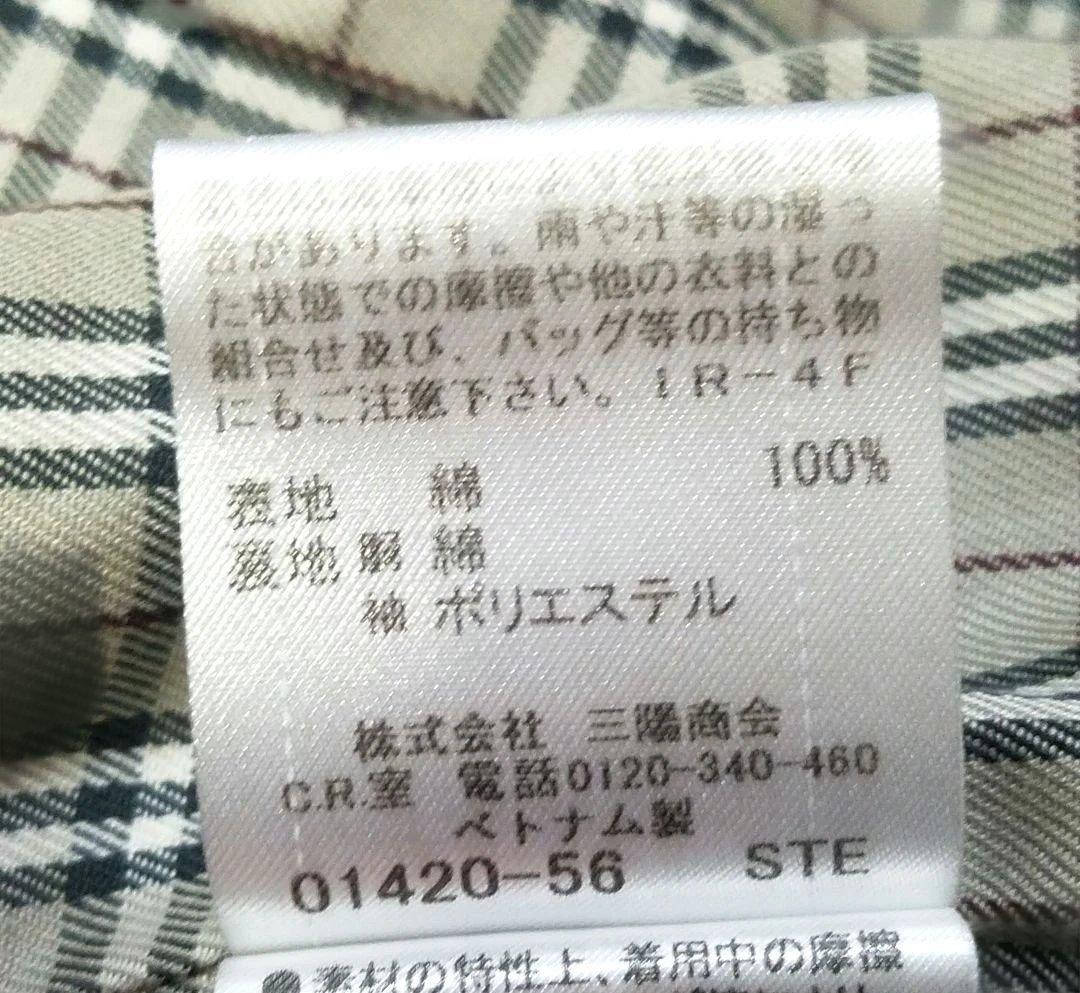 合があります。雨や汗等の湿っ
た状態での摩擦や他の衣料との
組合せ及び、バッグ等の持ち物
にもご注意下さい。IR-4F
表地 綿 100%
裏地 胴 綿
袖 ポリエステル
株式会社 三陽商会
C.R.室 電話0120-340-460
ベトナム製
01420-56 STE
●素材の特性上、着用中の摩擦